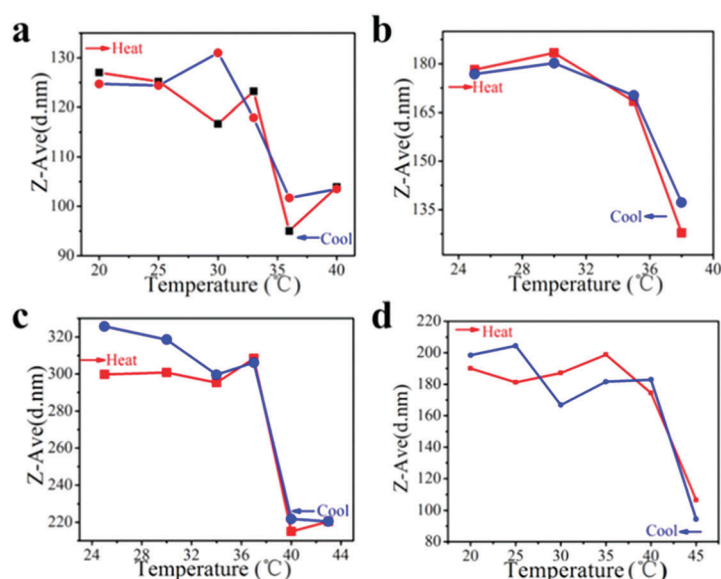 a
Heat
130
120
110
100
90
Z-Ave(d.nm)
Cool
20 25 30 35 40
Temperature (℃)
b
180
165
150
135
Z-Ave(d.nm)
Heat
Cool
24 28 32 36 40
Temperature (℃)
c
320
300
280
260
240
220
Z-Ave(d.nm)
Heat
Cool
24 28 32 36 40 44
Temperature (℃)
d
220
200
180
160
140
120
100
80
Z-Ave(d.nm)
Heat
Cool
20 25 30 35 40 45
Temperature (℃)